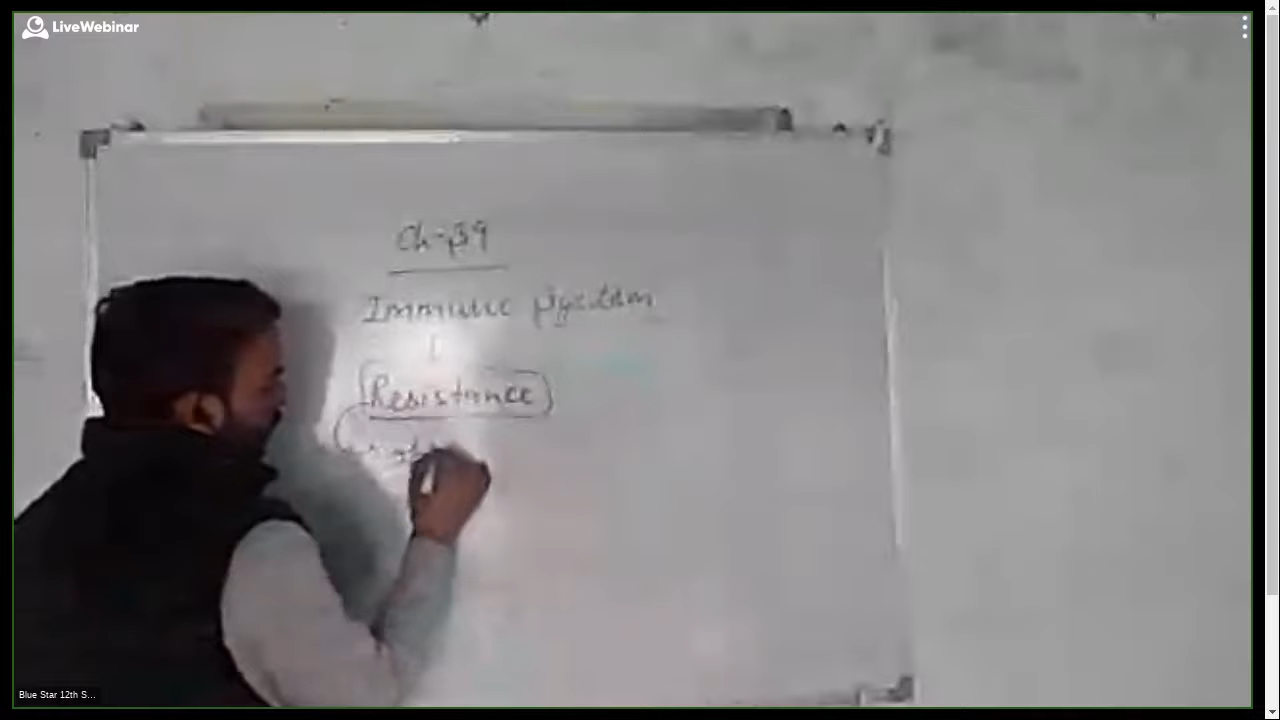 LiveWebinar
Ch-39
Immune System
Resistance
Blue Star 12th S...